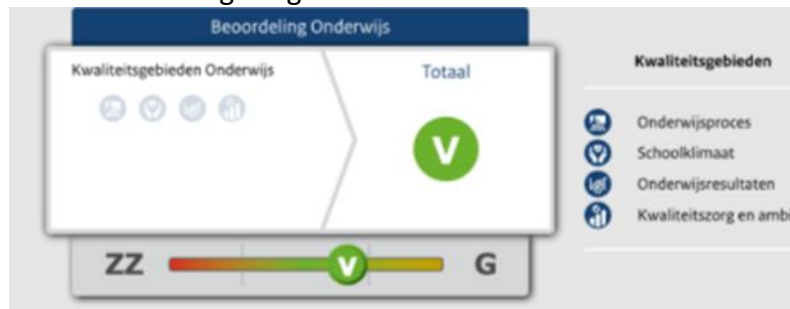 Beoordeling Onderwijs
Kwaliteitsgebieden Onderwijs
Totaal
V
ZZ
V
G
Kwaliteitsgebieden
Onderwijsproces
Schoolklimaat
Onderwijsresultaten
Kwaliteitszorg en ambi